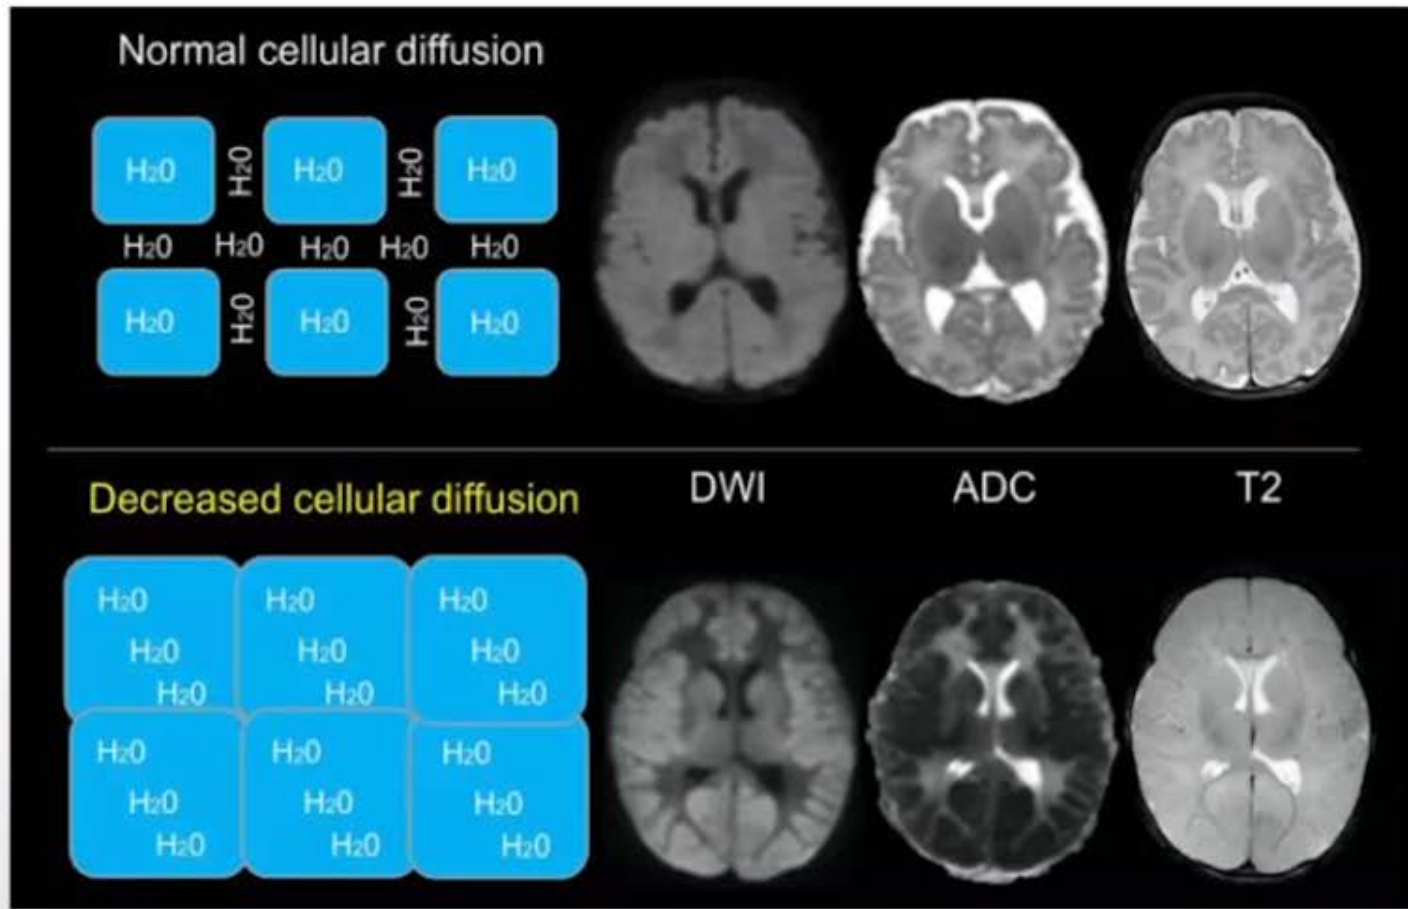 Normal cellular diffusion
H₂0 H₂0 H₂0 H₂0 H₂0
H₂0 H₂0 H₂0 H₂0 H₂0
H₂0 H₂0 H₂0 H₂0 H₂0
DWI ADC T2
Decreased cellular diffusion
H₂0 H₂0 H₂0
H₂0 H₂0 H₂0
H₂0 H₂0 H₂0
H₂0 H₂0 H₂0
H₂0 H₂0 H₂0
H₂0 H₂0 H₂0